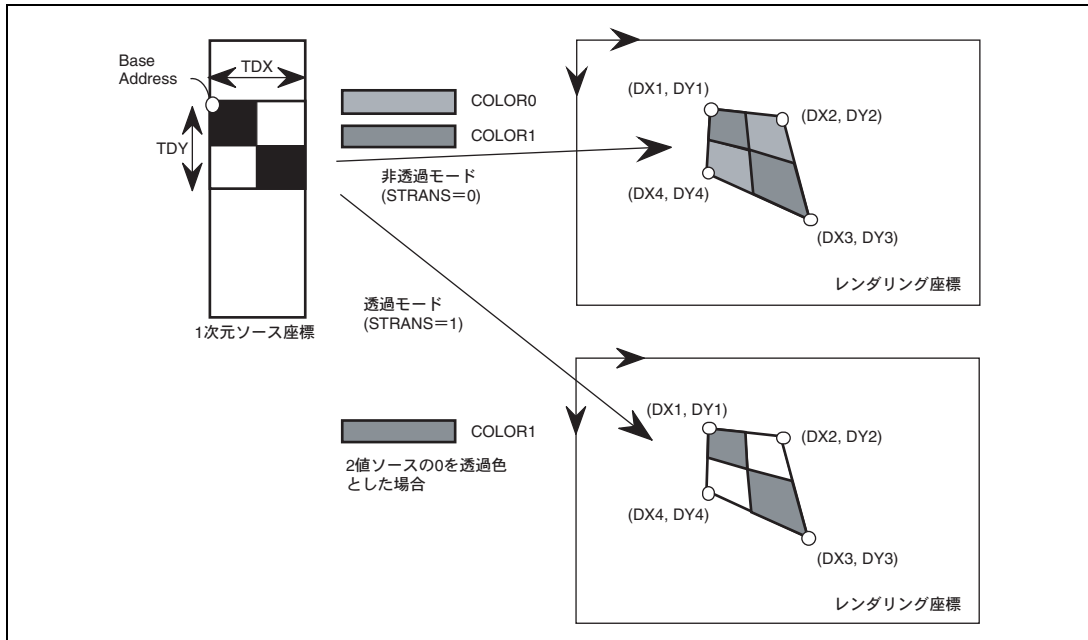 Base
Address
TDX
TDY
1次元ソース座標
COLOR0
COLOR1
非透過モード
(STRANS=0)
(DX1, DY1)
(DX2, DY2)
(DX4, DY4)
(DX3, DY3)
レンダリング座標
透過モード
(STRANS=1)
COLOR1
2値ソースの0を透過色
とした場合
(DX1, DY1)
(DX2, DY2)
(DX4, DY4)
(DX3, DY3)
レンダリング座標